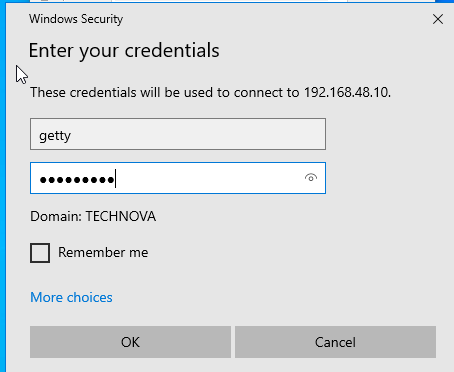 Windows Security
Enter your credentials
These credentials will be used to connect to 192.168.48.10.
getty
●●●●●●●●●
Domain: TECHNOVA
Remember me
More choices
OK
Cancel